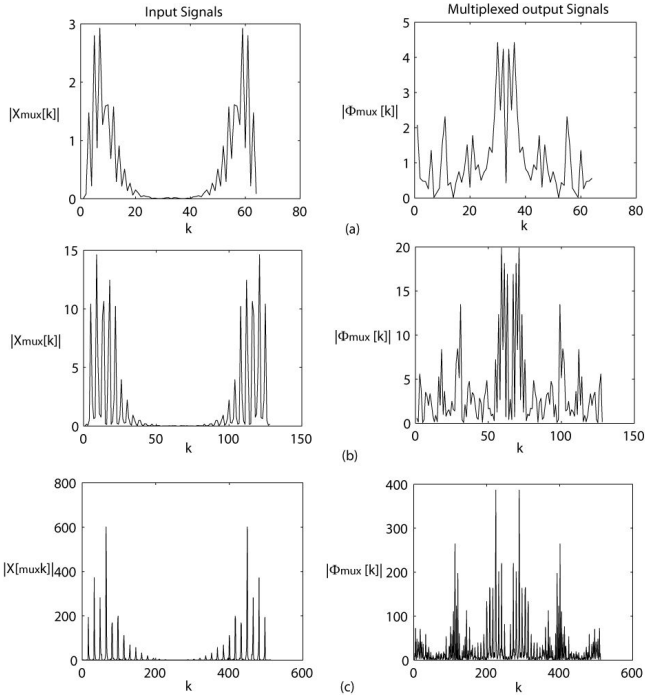 Input Signals
Multiplexed output Signals
3
2
1
0
|Xmux[k]|
0 20 40 60 80
k
5
4
3
2
1
0
|Φmux[k]|
0 20 40 60 80
k
(a)
15
10
5
0
|Xmux[k]|
0 50 100 150
k
20
15
10
5
0
|Φmux [k]|
0 50 100 150
k
(b)
800
600
400
200
0
|X[muxk]|
0 200 400 600
k
400
300
200
100
0
|Φmux [k]|
0 200 400 600
k
(c)